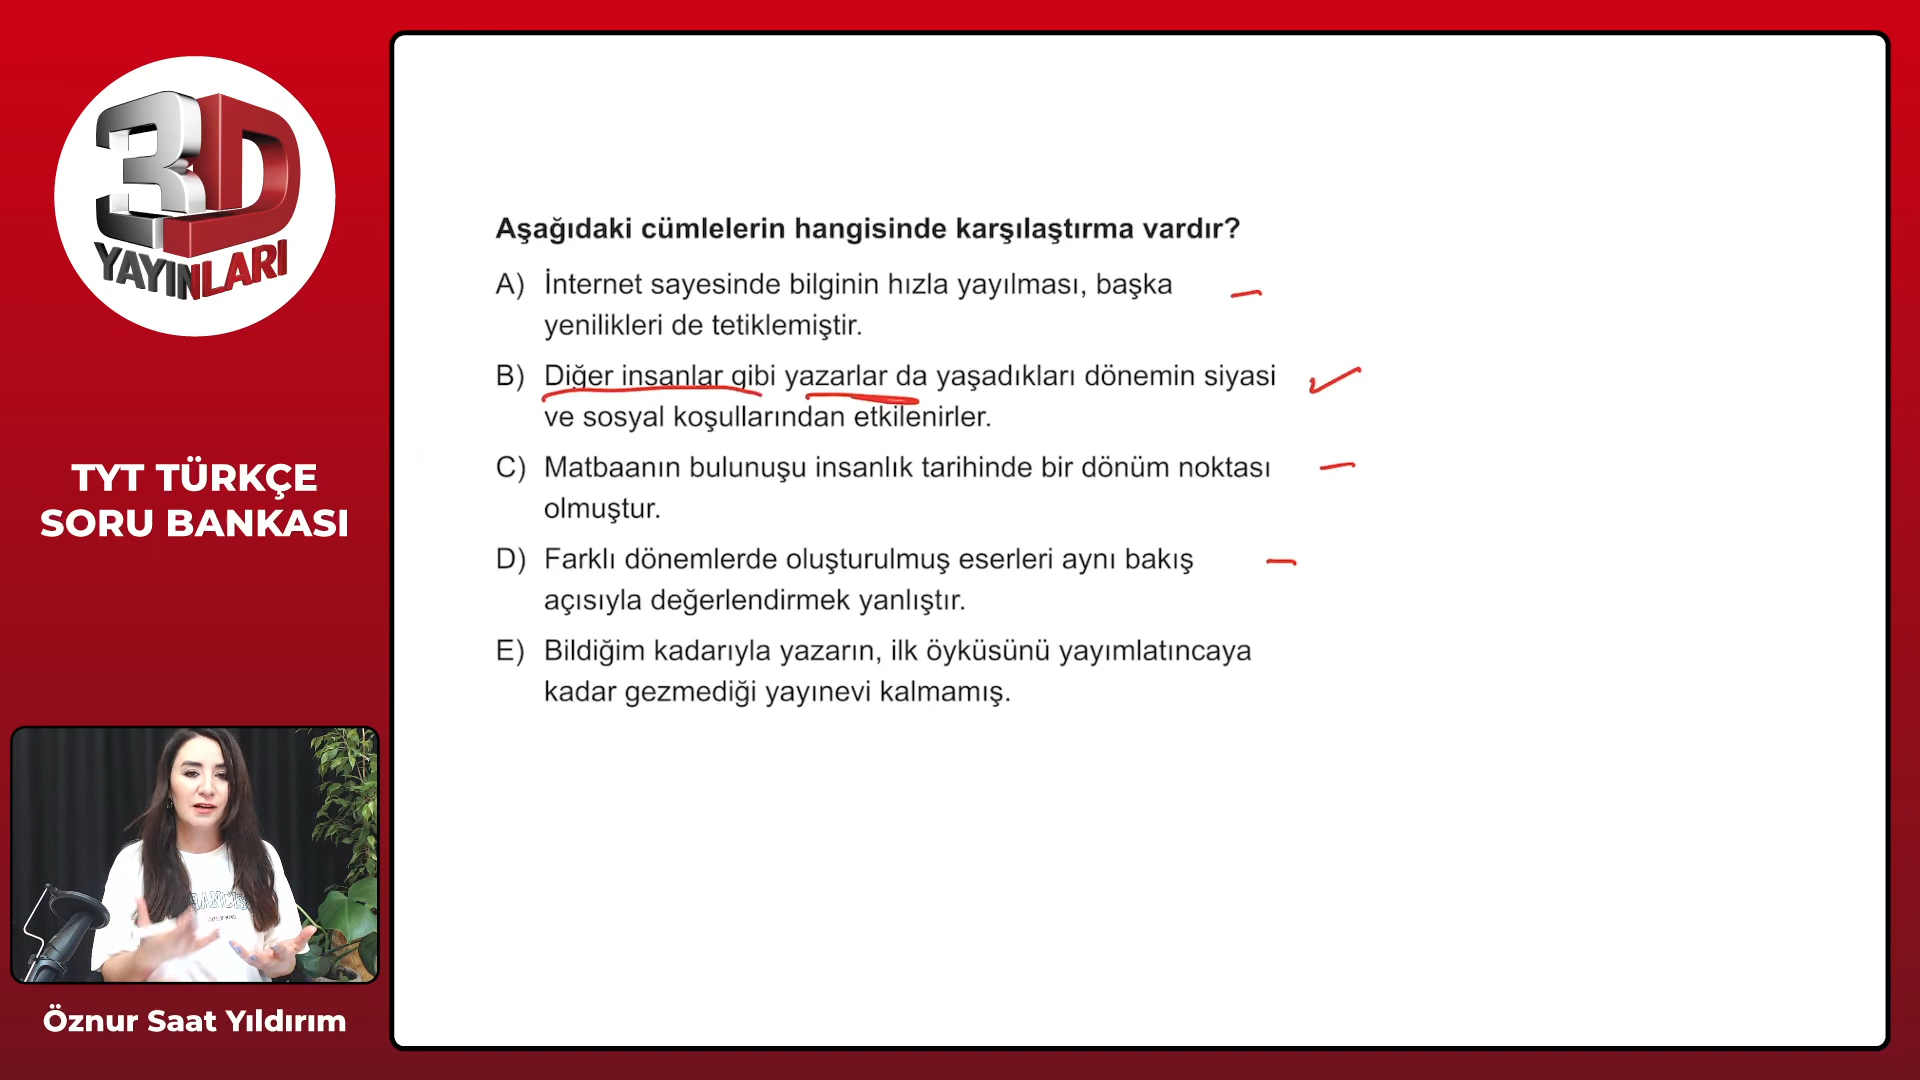 3D
YAYINLARI
TYT TÜRKÇE
SORU BANKASI
Öznur Saat Yıldırım
Aşağıdaki cümlelerin hangisinde karşılaştırma vardır?
A) İnternet sayesinde bilginin hızla yayılması, başka
yenilikleri de tetiklemiştir.
B) Diğer insanlar gibi yazarlar da yaşadıkları dönemin siyasi
ve sosyal koşullarından etkilenirler.
C) Matbaanın bulunuşu insanlık tarihinde bir dönüm noktası
olmuştur.
D) Farklı dönemlerde oluşturulmuş eserleri aynı bakış
açısıyla değerlendirmek yanlıştır.
E) Bildiğim kadarıyla yazarın, ilk öyküsünü yayımlatıncaya
kadar gezmediği yayınevi kalmamış.